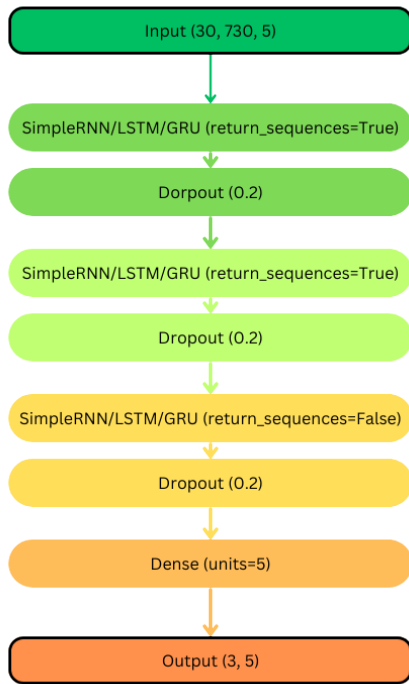 Input (30, 730, 5)
SimpleRNN/LSTM/GRU (return_sequences=True)
Dorpout (0.2)
SimpleRNN/LSTM/GRU (return_sequences=True)
Dropout (0.2)
SimpleRNN/LSTM/GRU (return_sequences=False)
Dropout (0.2)
Dense (units=5)
Output (3, 5)